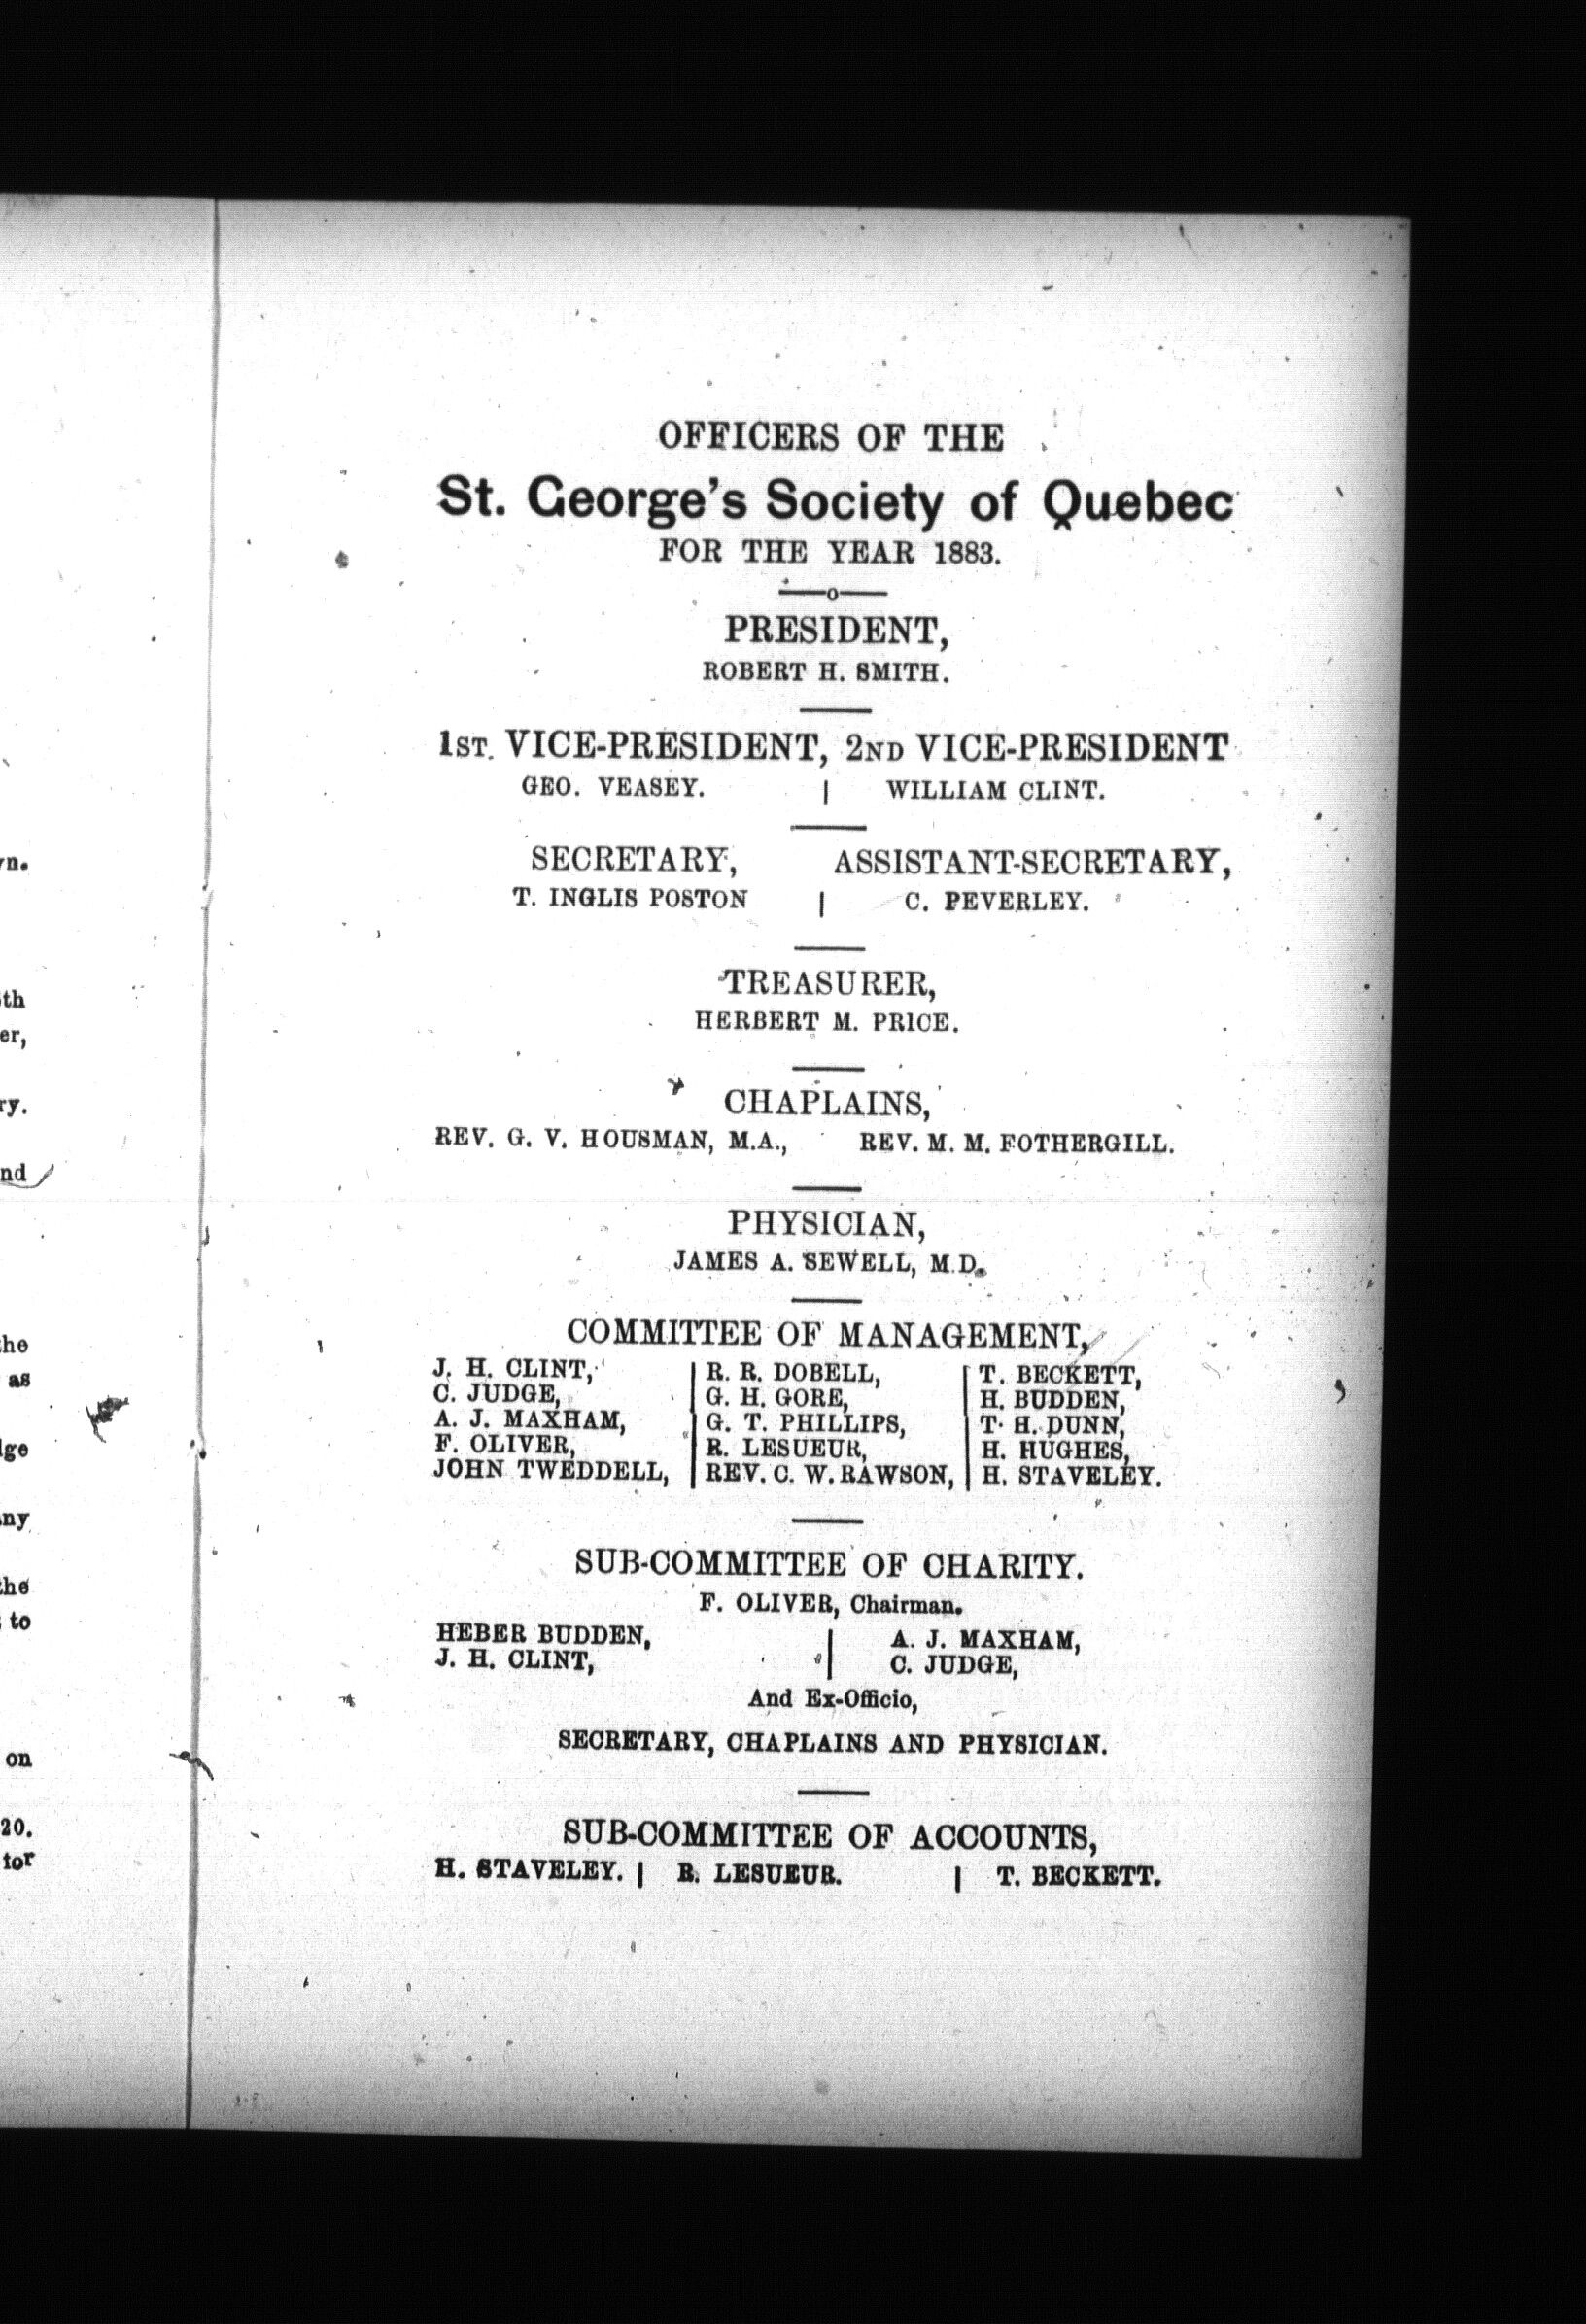 OFFICERS OF THE
St. George's Society of Quebec
FOR THE YEAR 1883.
PRESIDENT,
ROBERT H. SMITH.
1ST. VICE-PRESIDENT, 2ND VICE-PRESIDENT
GEO. VEASEY. | WILLIAM CLINT.
SECRETARY, ASSISTANT-SECRETARY,
T. INGLIS POSTON | C. PEVERLEY.
TREASURER,
HERBERT M. PRICE.
CHAPLAINS,
REV. G. V. HOUSMAN, M.A., REV. M. M. FOTHERGILL.
PHYSICIAN,
JAMES A. SEWELL, M.D.
COMMITTEE OF MANAGEMENT,
J. H. CLINT, | R. R. DOBELL, | T. BECKETT,
C. JUDGE, | G. H. GORE, | H. BUDDEN,
A. J. MAXHAM, | G. T. PHILLIPS, | T. H. DUNN,
F. OLIVER, | R. LESUEUR, | H. HUGHES,
JOHN TWEDDELL, | REV. C. W. RAWSON, | H. STAVELEY.
SUB-COMMITTEE OF CHARITY.
F. OLIVER, Chairman.
HEBER BUDDEN, | A. J. MAXHAM,
J. H. CLINT, | C. JUDGE,
And Ex-Officio,
SECRETARY, CHAPLAINS AND PHYSICIAN.
SUB-COMMITTEE OF ACCOUNTS,
H. STAVELEY. | R. LESUEUR. | T. BECKETT.